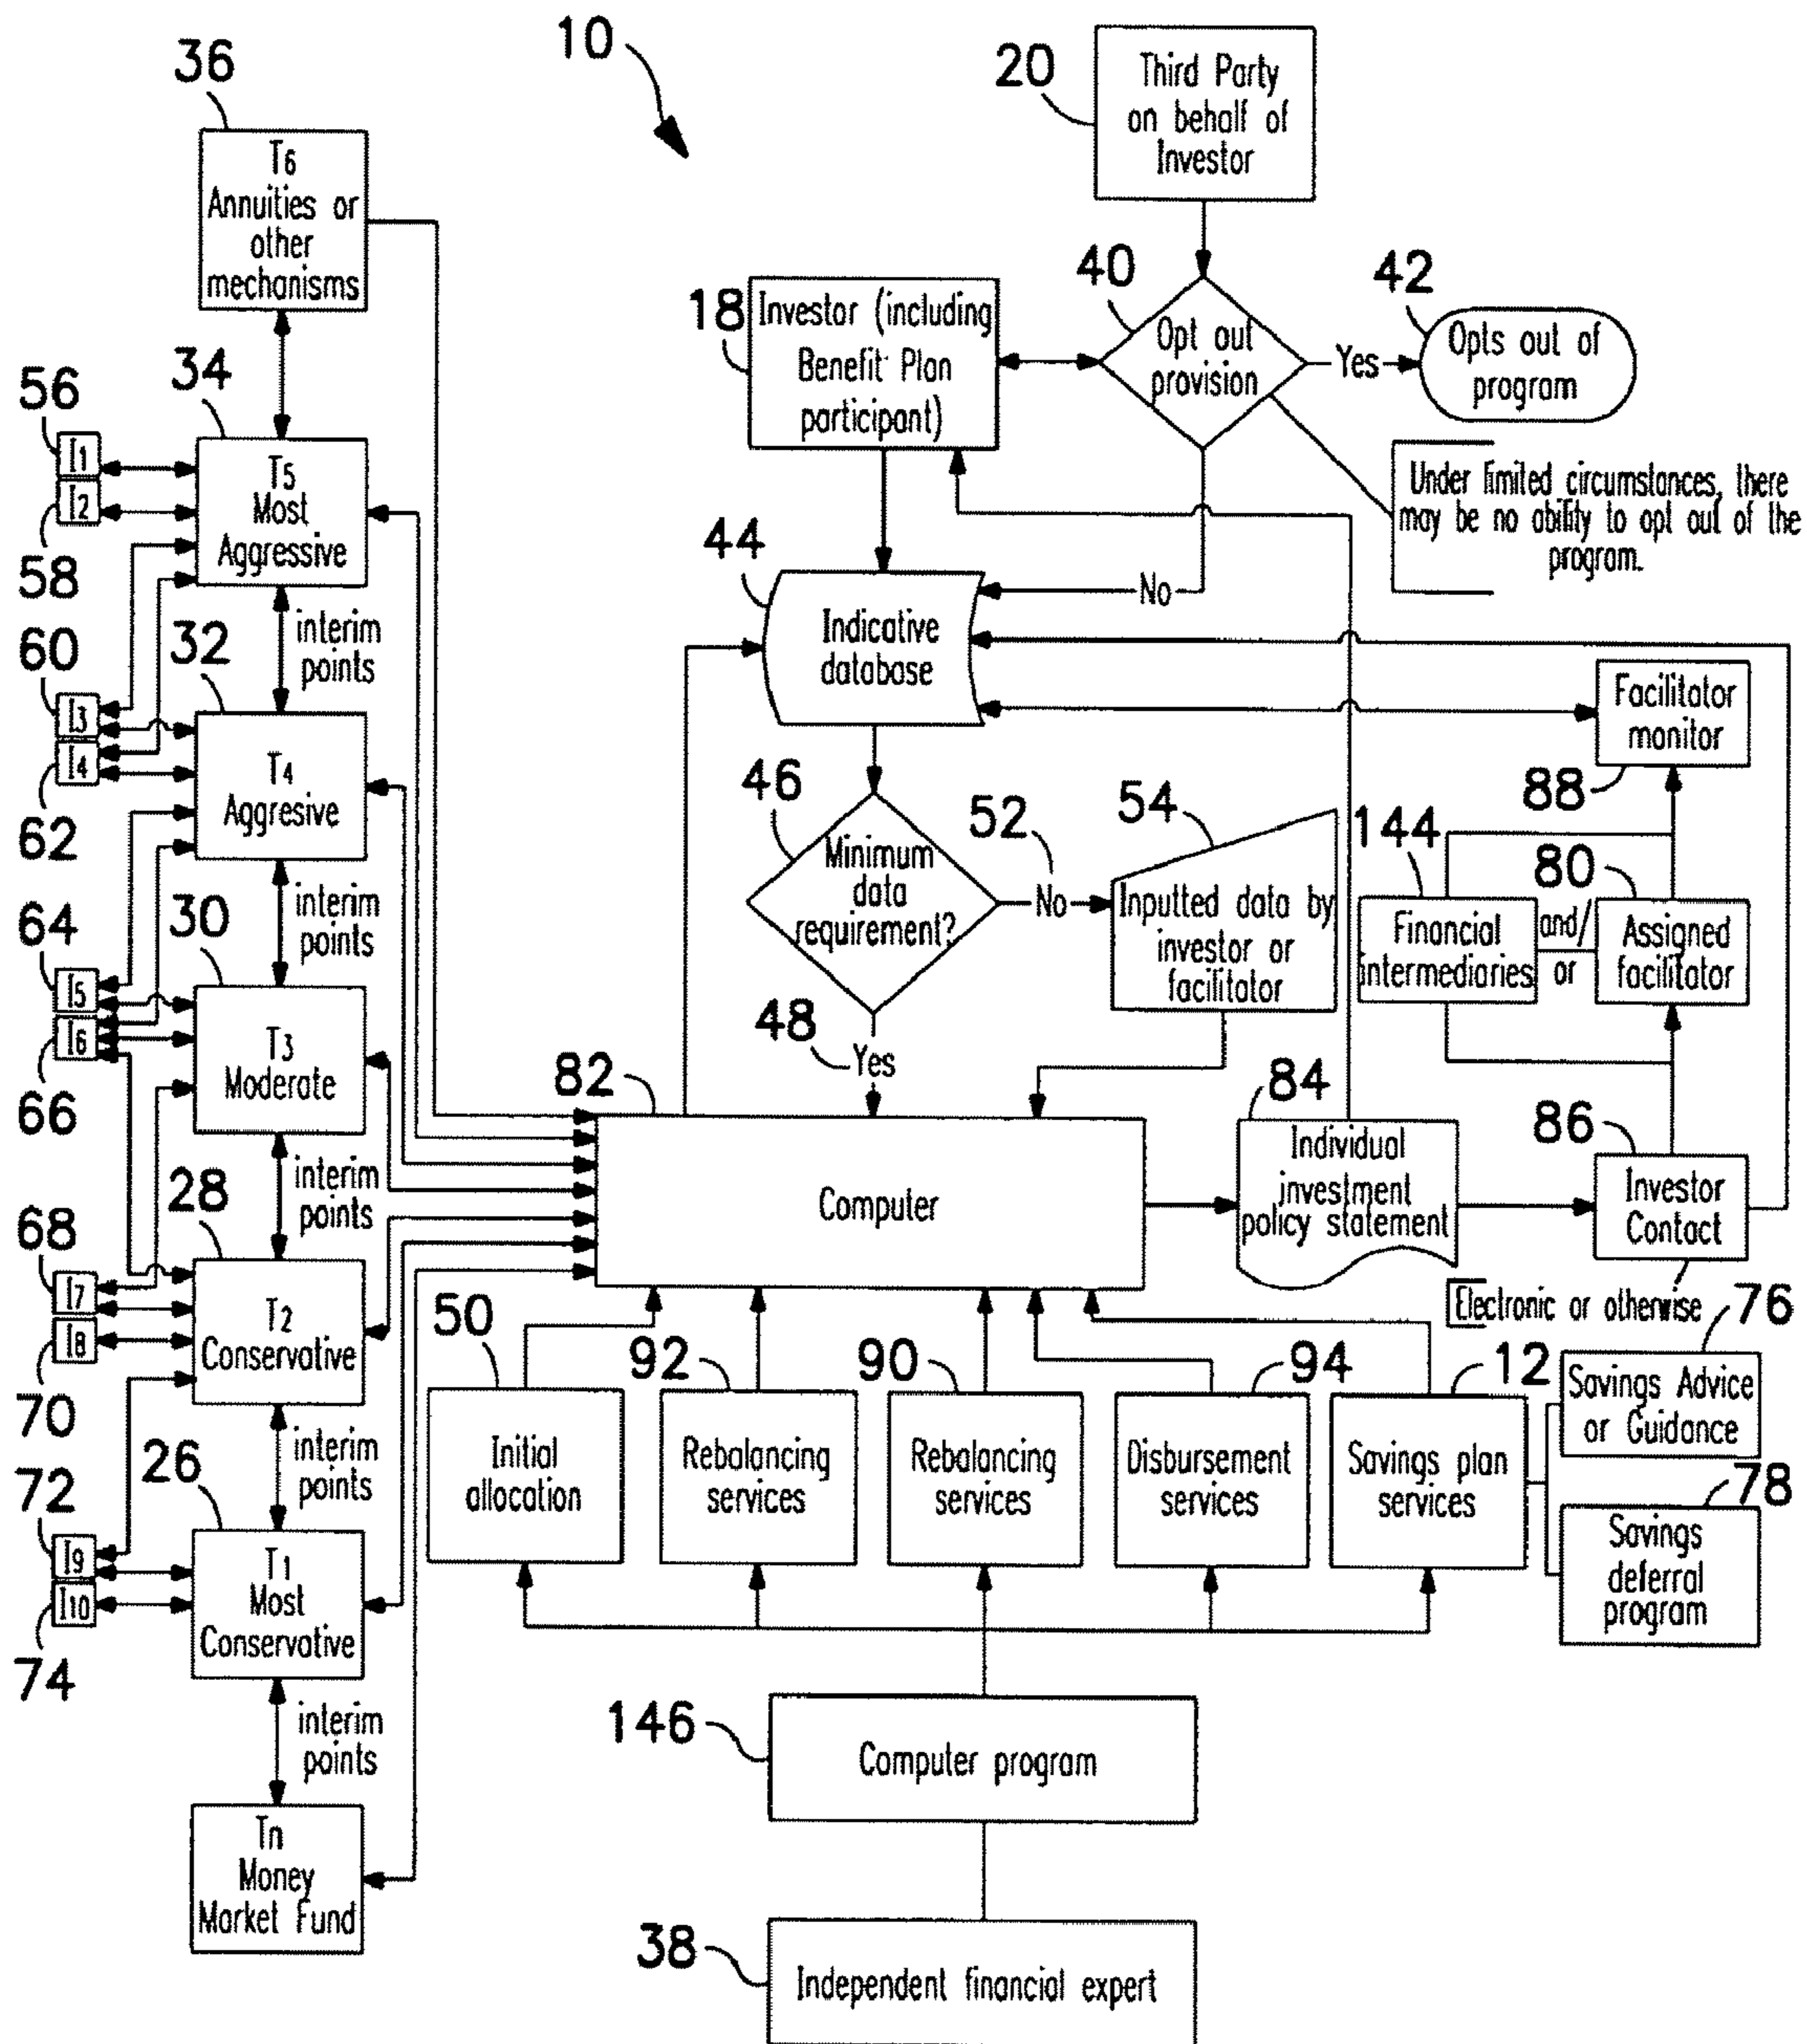 10
20
Third Party
on behalf of
Investor
36
T6
Annuities or
other
mechanisms
40
Opt out
provision
Yes
42
Opts out of
program
18
Investor (including
Benefit Plan
participant)
Under limited circumstances, there
may be no ability to opt out of the
program.
No
34
T5
Most
Aggressive
56
I1
I2
58
interim
points
44
Indicative
database
60
I3
I4
62
32
T4
Aggresive
interim
points
Facilitator
monitor
88
46
Minimum
data
requirement?
52
No
48
Yes
54
Inputted data by
investor or
facilitator
144
Financial
intermediaries
and/
or
80
Assigned
facilitator
64
I5
I6
66
30
T3
Moderate
interim
points
82
Computer
84
Individual
investment
policy statement
86
Investor
Contact
Electronic or otherwise
68
I7
I8
70
28
T2
Conservative
interim
points
50
Initial
allocation
92
Rebalancing
services
90
Rebalancing
services
94
Disbursement
services
12
Savings plan
services
76
Savings Advice
or Guidance
78
Savings
deferral
program
72
I9
I10
74
26
T1
Most
Conservative
interim
points
Tn
Money
Market Fund
146
Computer program
38
Independent financial expert